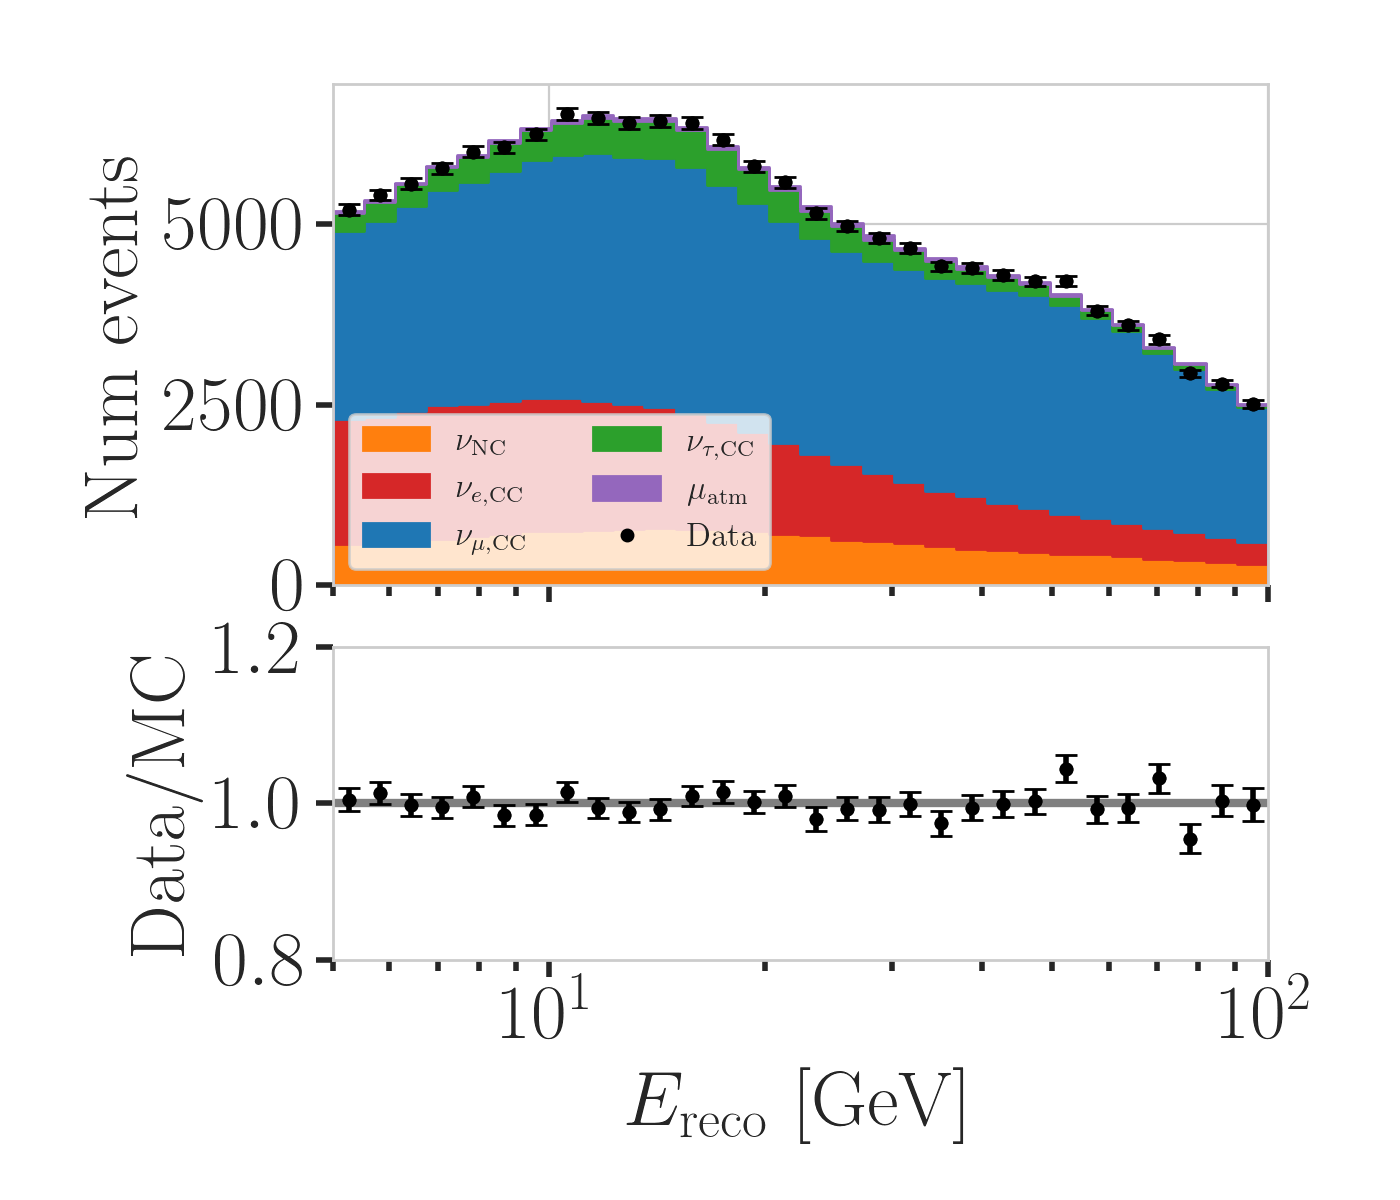 Num events
5000
2500
0
ν_NC
ν_e,CC
ν_μ,CC
ν_τ,CC
μ_atm
Data
Data/MC
1.2
1.0
0.8
10^1
10^2
E_reco [GeV]